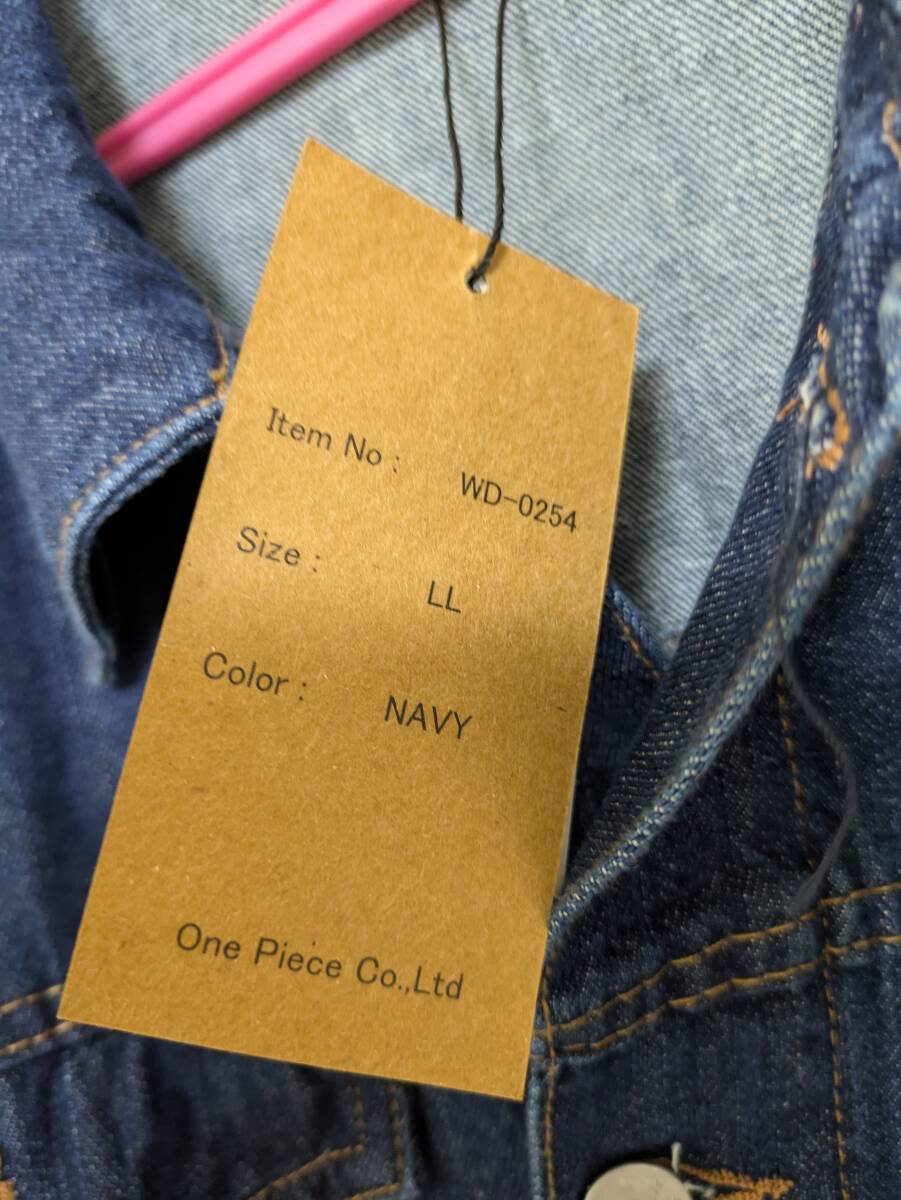 Item No : WD-0254
Size : LL
Color : NAVY
One Piece Co.,Ltd